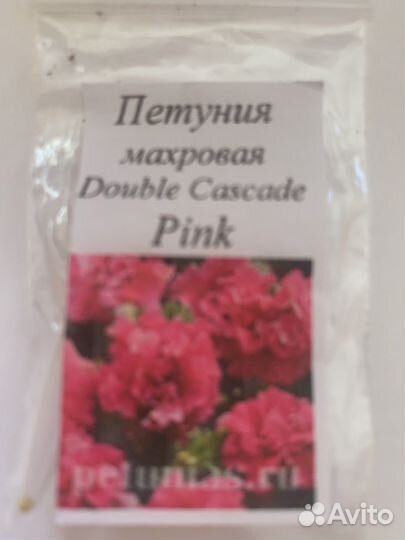 Петуния
махровая
Double Cascade
Pink
petunias.ru
Avito